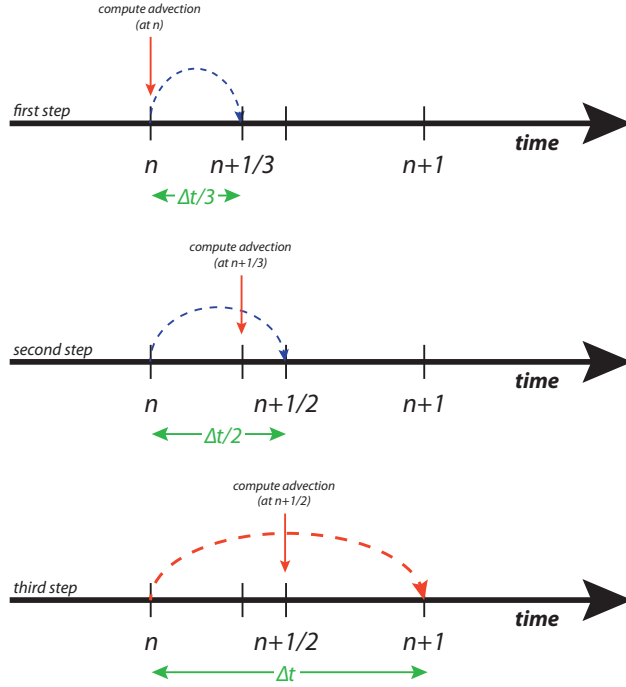 compute advection
(at n)
first step
time
n
n+1/3
n+1
Δt/3
compute advection
(at n+1/3)
second step
time
n
n+1/2
n+1
Δt/2
compute advection
(at n+1/2)
third step
time
n
n+1/2
n+1
Δt